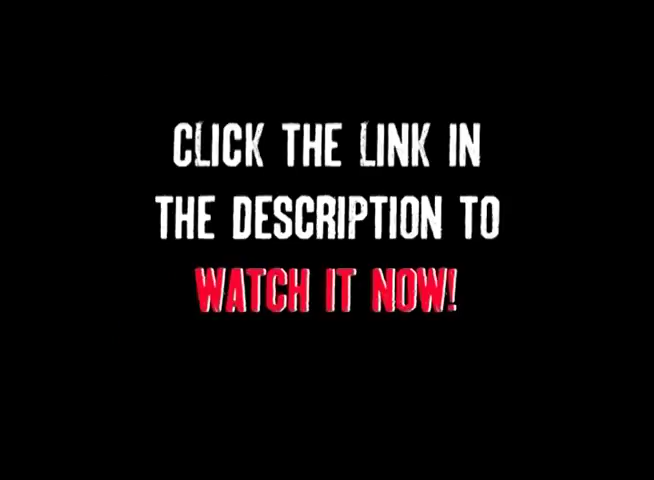 CLICK THE LINK IN
THE DESCRIPTION TO
WATCH IT NOW!